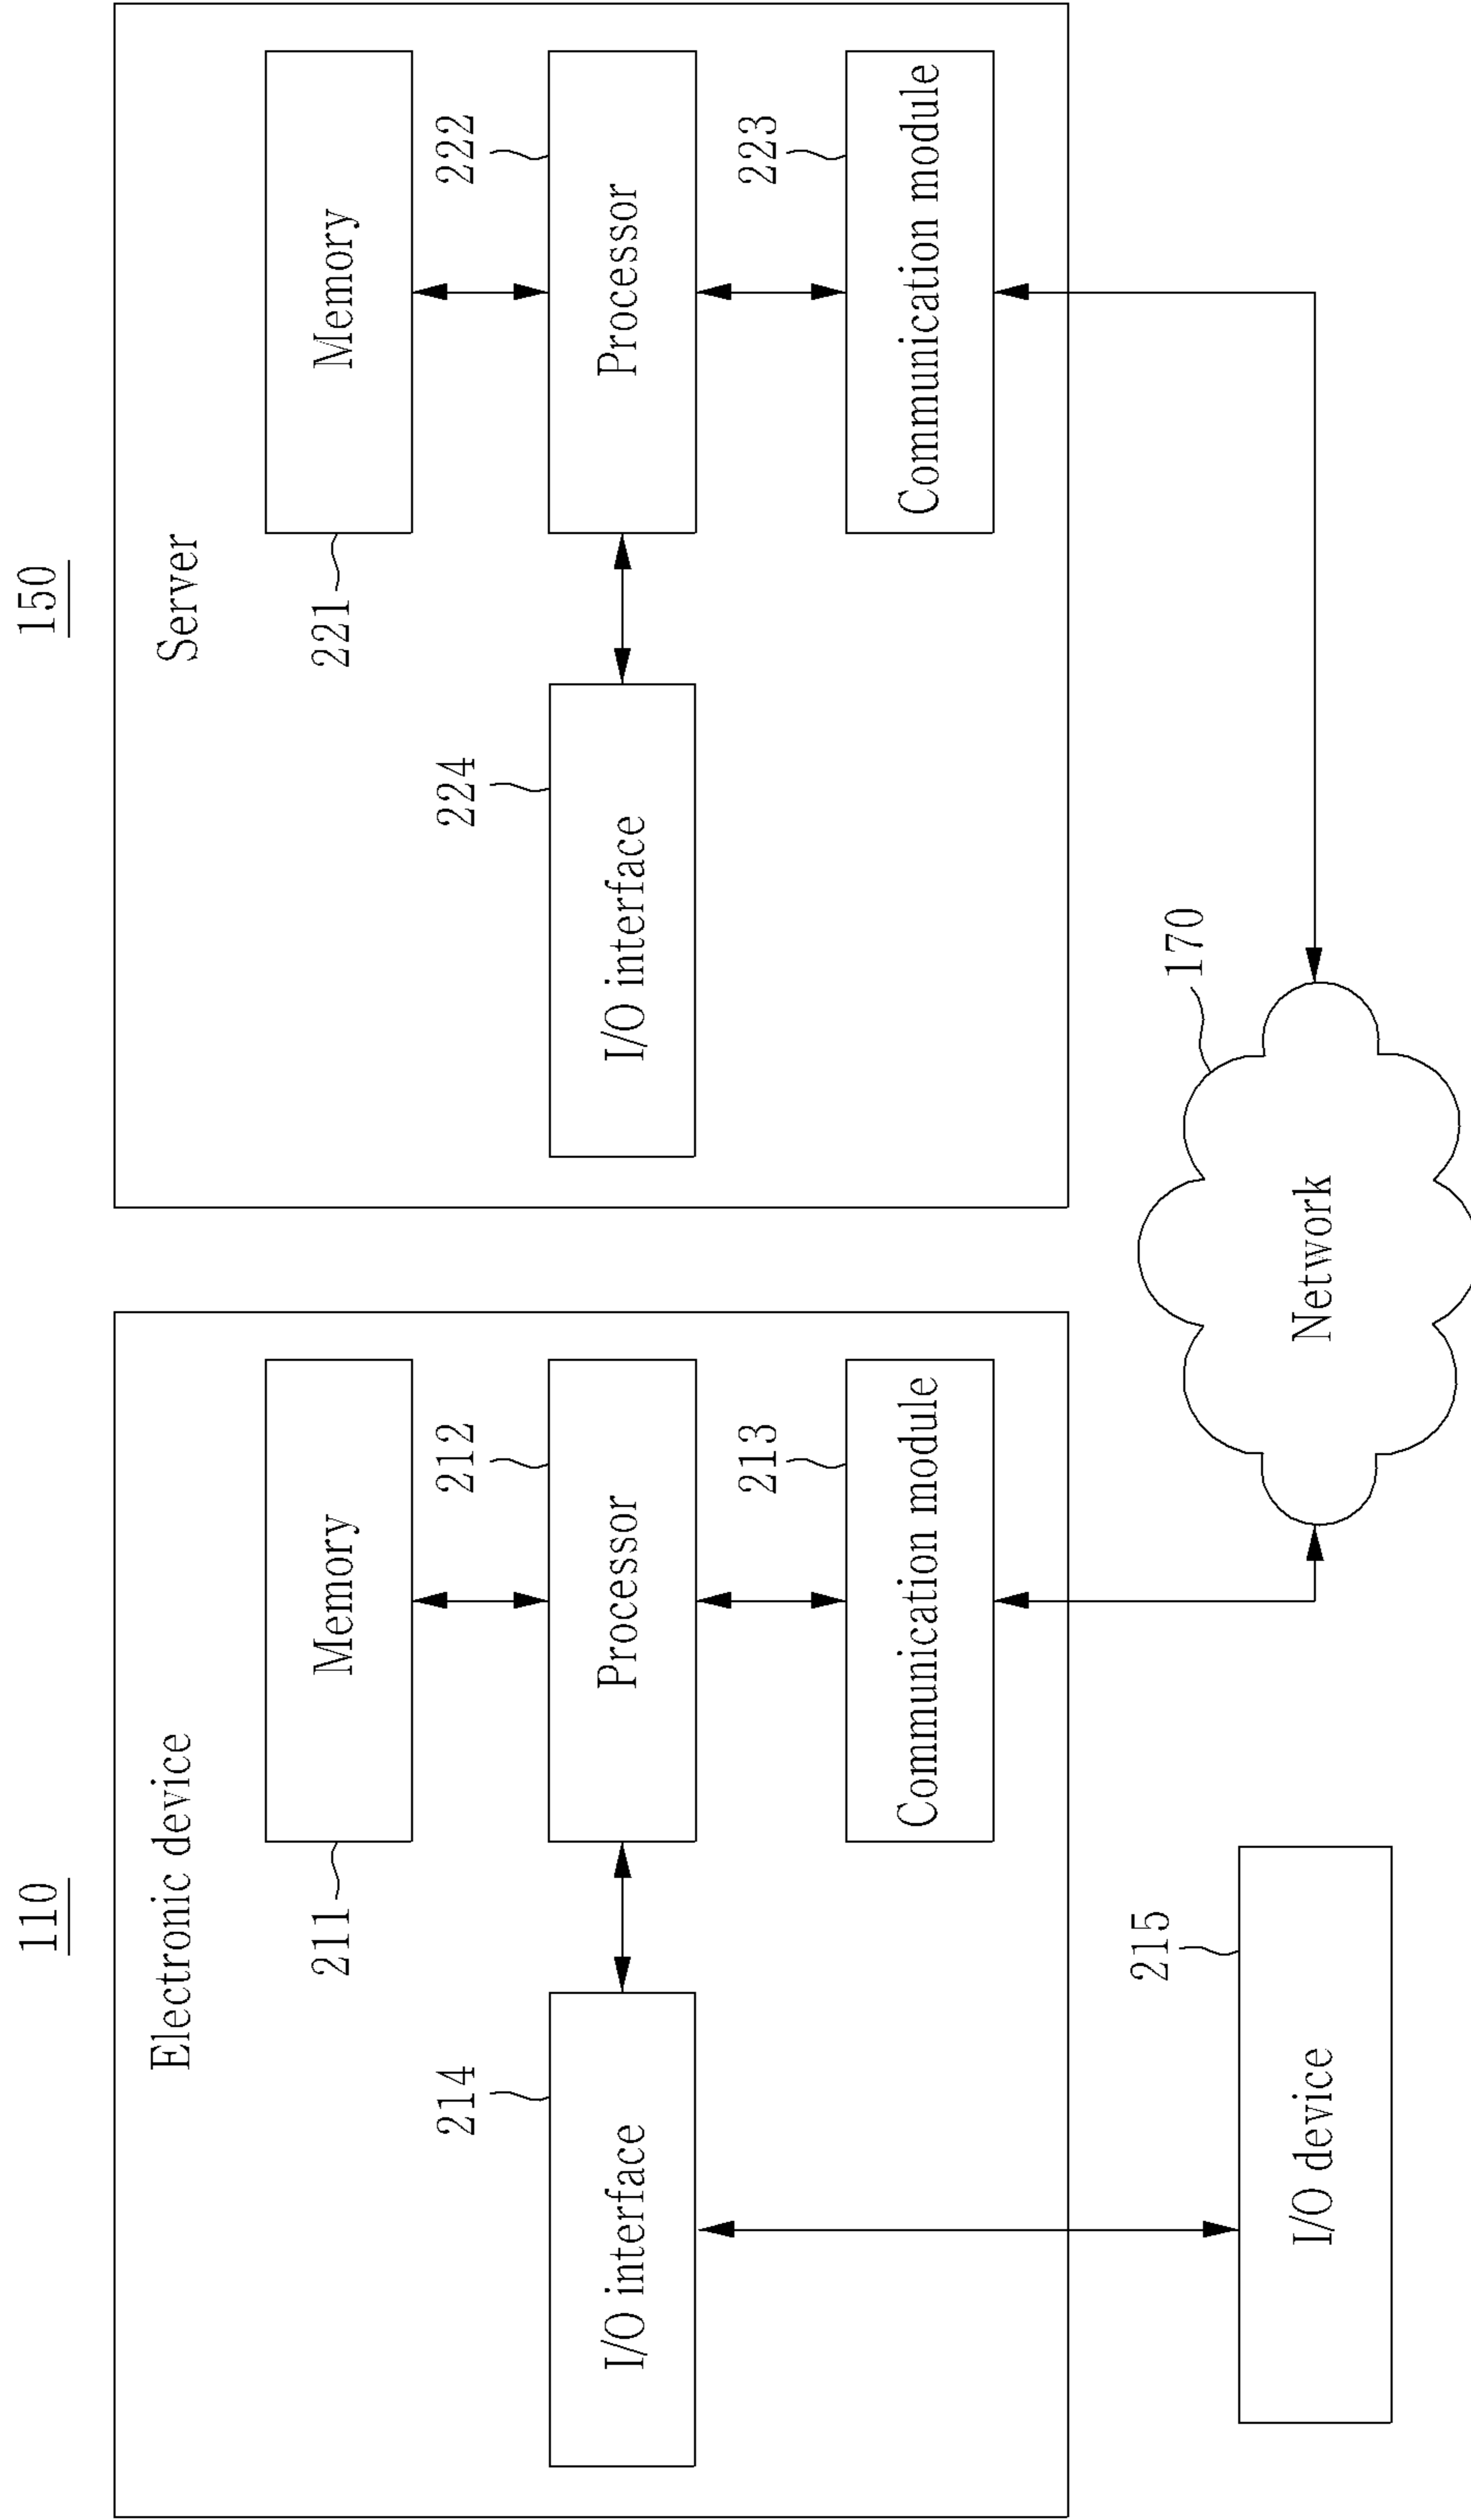 110
Electronic device
Memory
211
212
Processor
214
I/O interface
213
Communication module
215
I/O device
150
Server
Memory
221
222
Processor
224
I/O interface
223
Communication module
170
Network